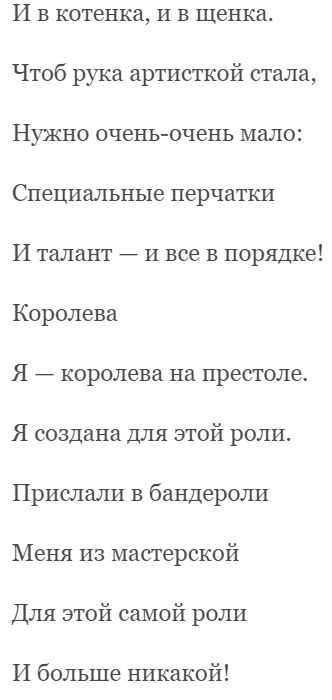 И в котенка, и в щенка.
Чтоб рука артисткой стала,
Нужно очень-очень мало:
Специальные перчатки
И талант — и все в порядке!
Королева
Я — королева на престоле.
Я создана для этой роли.
Прислали в бандероли
Меня из мастерской
Для этой самой роли
И больше никакой!